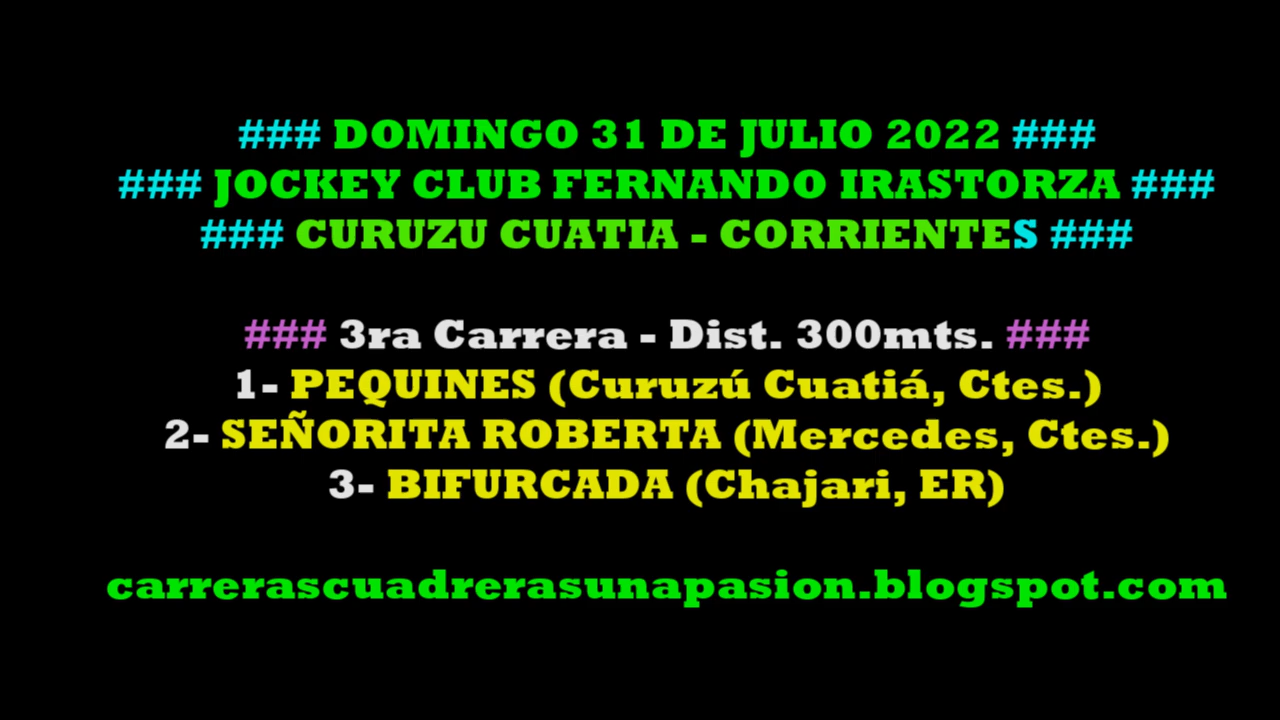 ### DOMINGO 31 DE JULIO 2022 ###
### JOCKEY CLUB FERNANDO IRASTORZA ###
### CURUZU CUATIA - CORRIENTES ###
### 3ra Carrera - Dist. 300mts. ###
1- PEQUINES (Curuzú Cuatiá, Ctes.)
2- SEÑORITA ROBERTA (Mercedes, Ctes.)
3- BIFURCADA (Chajari, ER)
carrerascuadrerasunapasion.blogspot.com